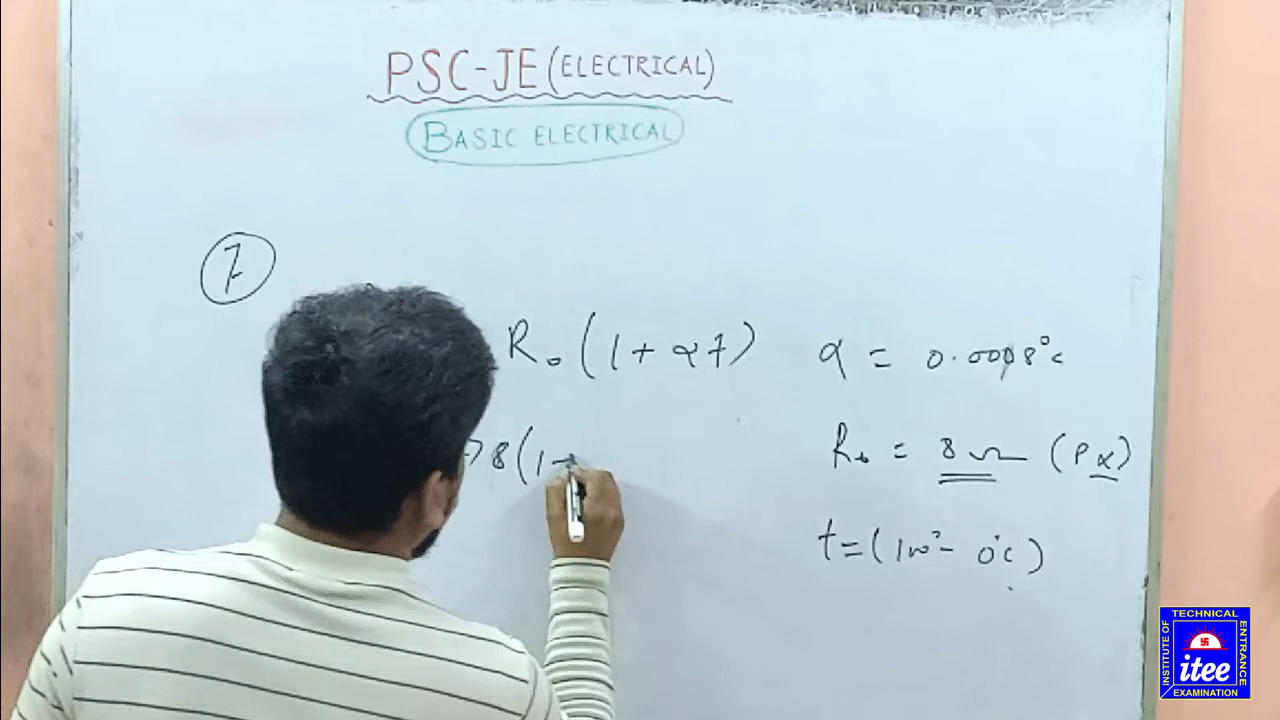 PSC-JE (ELECTRICAL)
BASIC ELECTRICAL
7
R₀ (1 + αt)
α = 0.0038°c
8 (1 +
R₀ = 8 Ω (Pα)
t = (100° - 0°c)
INSTITUTE OF
TECHNICAL
ENTRANCE
EXAMINATION
itee